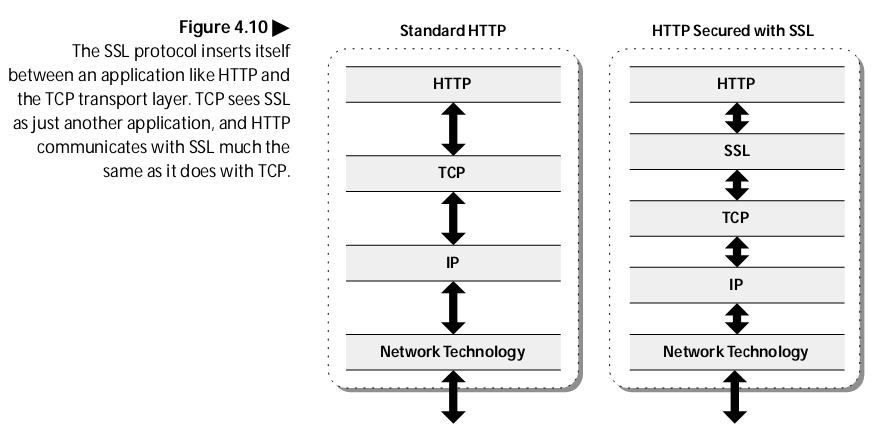 Figure 4.10 ▶
The SSL protocol inserts itself
between an application like HTTP and
the TCP transport layer. TCP sees SSL
as just another application, and HTTP
communicates with SSL much the
same as it does with TCP.
Standard HTTP
HTTP
TCP
IP
Network Technology
HTTP Secured with SSL
HTTP
SSL
TCP
IP
Network Technology